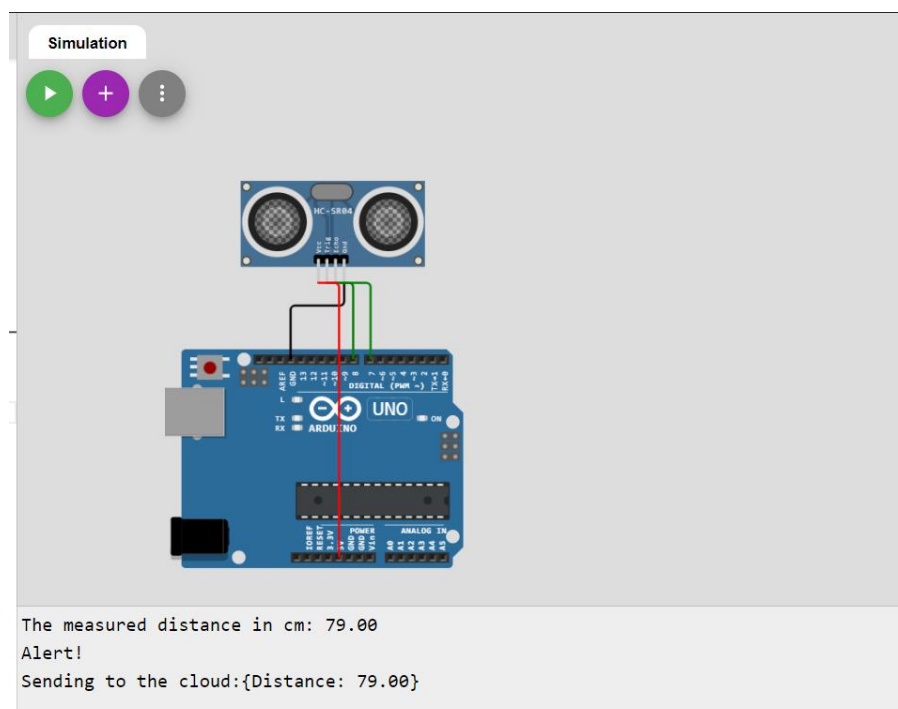 Simulation
HC-SR04
Vcc
Trig
Echo
Gnd
AREF
GND
13
12
~11
~10
~9
8
7
~6
~5
4
~3
2
TX→1
RX←0
DIGITAL (PWM ~)
L
UNO
TX
RX
ARDUINO
ON
IOREF
RESET
3.3V
5V
GND
GND
Vin
POWER
ANALOG IN
A0
A1
A2
A3
A4
A5
The measured distance in cm: 79.00
Alert!
Sending to the cloud:{Distance: 79.00}